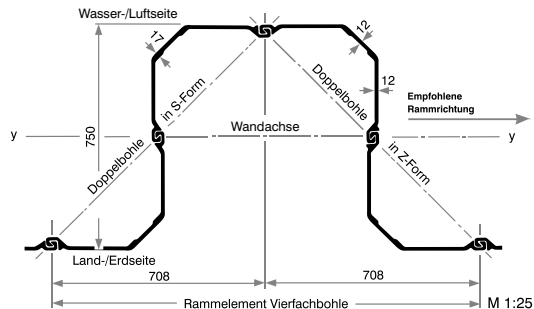 Wasser-/Luftseite
17
12
in S-Form
Doppelbohle
12
Empfohlene
Rammrichtung
y
750
Wandachse
y
Doppelbohle
in Z-Form
Land-/Erdseite
708
708
Rammelement Vierfachbohle
M 1:25